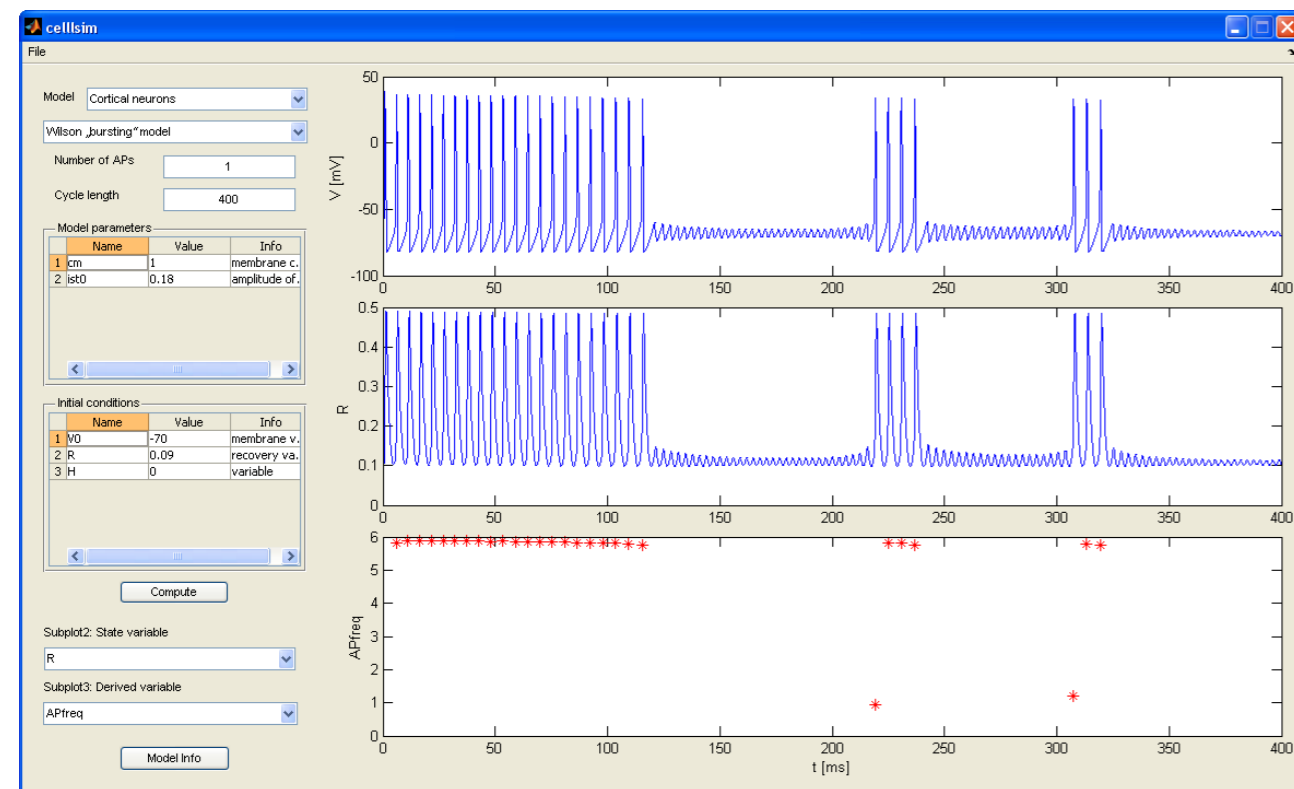 celllsim
File
Model Cortical neurons
Wilson „bursting“ model
Number of APs 1
Cycle length 400
Model parameters
Name Value Info
1 cm 1 membrane c.
2 ist0 0.18 amplitude of.
Initial conditions
Name Value Info
1 V0 -70 membrane v.
2 R 0.09 recovery va.
3 H 0 variable
Compute
Subplot2: State variable
R
Subplot3: Derived variable
APfreq
Model Info
V [mV]
50
0
-50
-100
0 50 100 150 200 250 300 350 400
R
0.5
0.4
0.3
0.2
0.1
0
0 50 100 150 200 250 300 350 400
APfreq
6
5
4
3
2
1
0
0 50 100 150 200 250 300 350 400
t [ms]